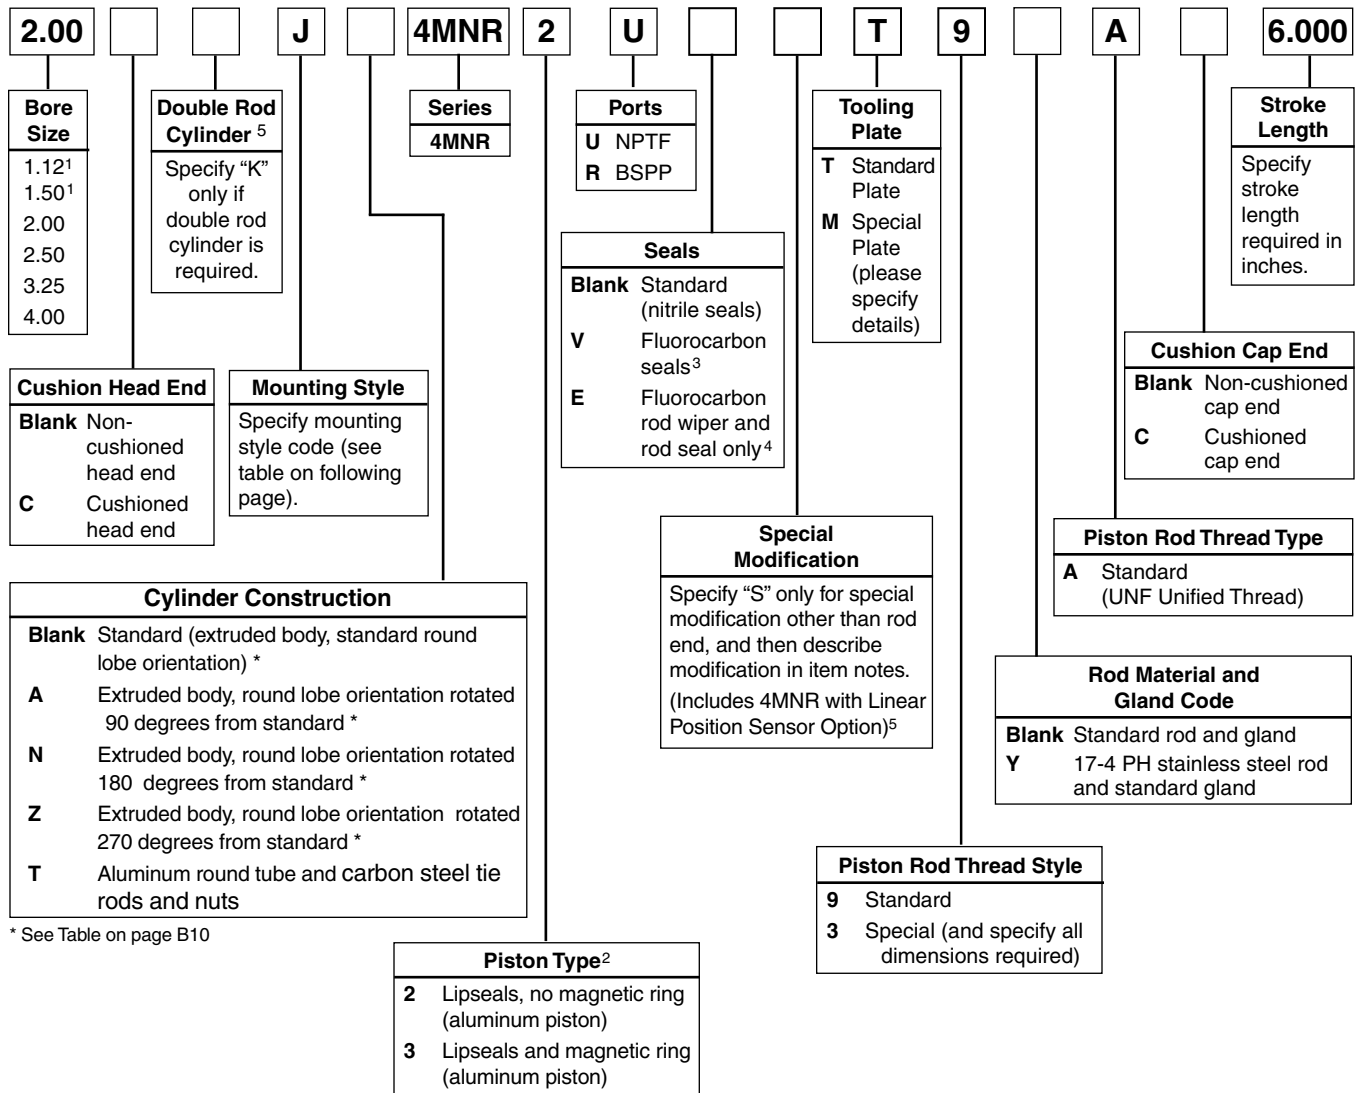 2.00 J 4MNR 2 U T 9 A 6.000
Bore
Size
1.12¹
1.50¹
2.00
2.50
3.25
4.00
Double Rod
Cylinder ⁵
Specify “K”
only if
double rod
cylinder is
required.
Series
4MNR
Ports
U NPTF
R BSPP
Tooling
Plate
T Standard
Plate
M Special
Plate
(please
specify
details)
Stroke
Length
Specify
stroke
length
required in
inches.
Seals
Blank Standard
(nitrile seals)
V Fluorocarbon
seals³
E Fluorocarbon
rod wiper and
rod seal only⁴
Cushion Cap End
Blank Non-cushioned
cap end
C Cushioned
cap end
Cushion Head End
Blank Non-
cushioned
head end
C Cushioned
head end
Mounting Style
Specify mounting
style code (see
table on following
page).
Special
Modification
Specify “S” only for special
modification other than rod
end, and then describe
modification in item notes.
(Includes 4MNR with Linear
Position Sensor Option)⁵
Piston Rod Thread Type
A Standard
(UNF Unified Thread)
Cylinder Construction
Blank Standard (extruded body, standard round
lobe orientation) *
A Extruded body, round lobe orientation rotated
90 degrees from standard *
N Extruded body, round lobe orientation rotated
180 degrees from standard *
Z Extruded body, round lobe orientation rotated
270 degrees from standard *
T Aluminum round tube and carbon steel tie
rods and nuts
* See Table on page B10
Rod Material and
Gland Code
Blank Standard rod and gland
Y 17-4 PH stainless steel rod
and standard gland
Piston Rod Thread Style
9 Standard
3 Special (and specify all
dimensions required)
Piston Type²
2 Lipseals, no magnetic ring
(aluminum piston)
3 Lipseals and magnetic ring
(aluminum piston)